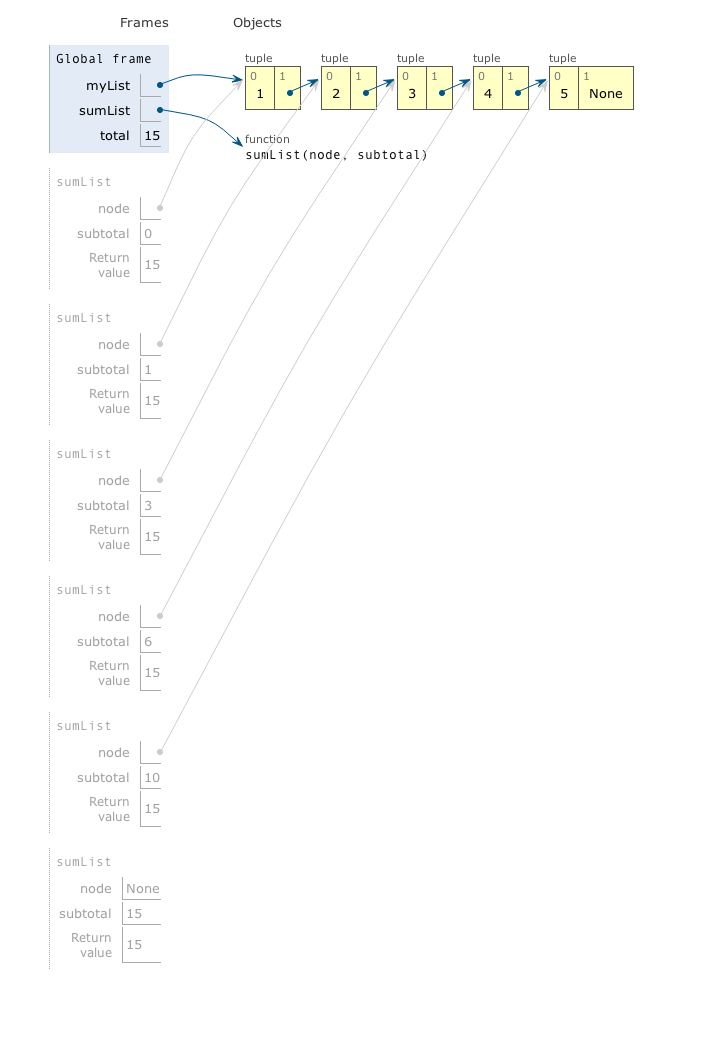 Frames Objects
Global frame
myList
sumList
total 15
tuple tuple tuple tuple tuple
0 1 0 1 0 1 0 1 0 1
1 2 3 4 5 None
function
sumList(node, subtotal)
sumList
node
subtotal 0
Return
value 15
sumList
node
subtotal 1
Return
value 15
sumList
node
subtotal 3
Return
value 15
sumList
node
subtotal 6
Return
value 15
sumList
node
subtotal 10
Return
value 15
sumList
node None
subtotal 15
Return
value 15